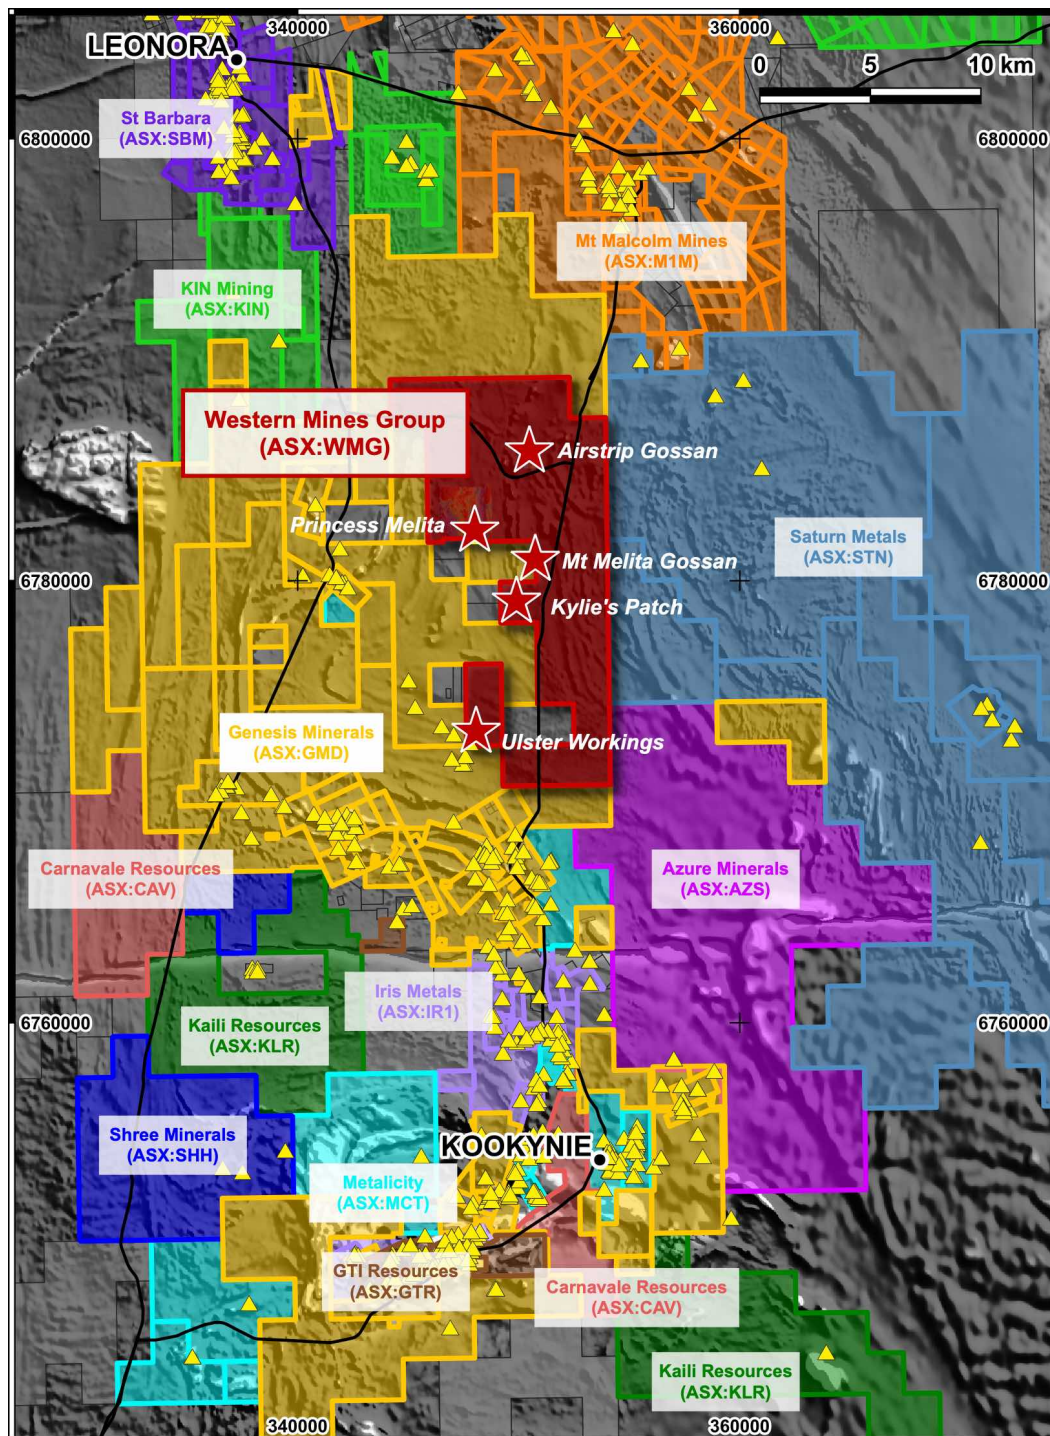 340000
360000
LEONORA
0
5
10 km
St Barbara
(ASX:SBM)
6800000
6800000
Mt Malcolm Mines
(ASX:M1M)
KIN Mining
(ASX:KIN)
Western Mines Group
(ASX:WMG)
Airstrip Gossan
Princess Melita
Saturn Metals
(ASX:STN)
Mt Melita Gossan
6780000
6780000
Kylie's Patch
Genesis Minerals
(ASX:GMD)
Ulster Workings
Carnavale Resources
(ASX:CAV)
Azure Minerals
(ASX:AZS)
Iris Metals
(ASX:IR1)
6760000
6760000
Kaili Resources
(ASX:KLR)
Shree Minerals
(ASX:SHH)
KOOKYNIE
Metalicity
(ASX:MCT)
GTI Resources
(ASX:GTR)
Carnavale Resources
(ASX:CAV)
Kaili Resources
(ASX:KLR)
340000
360000